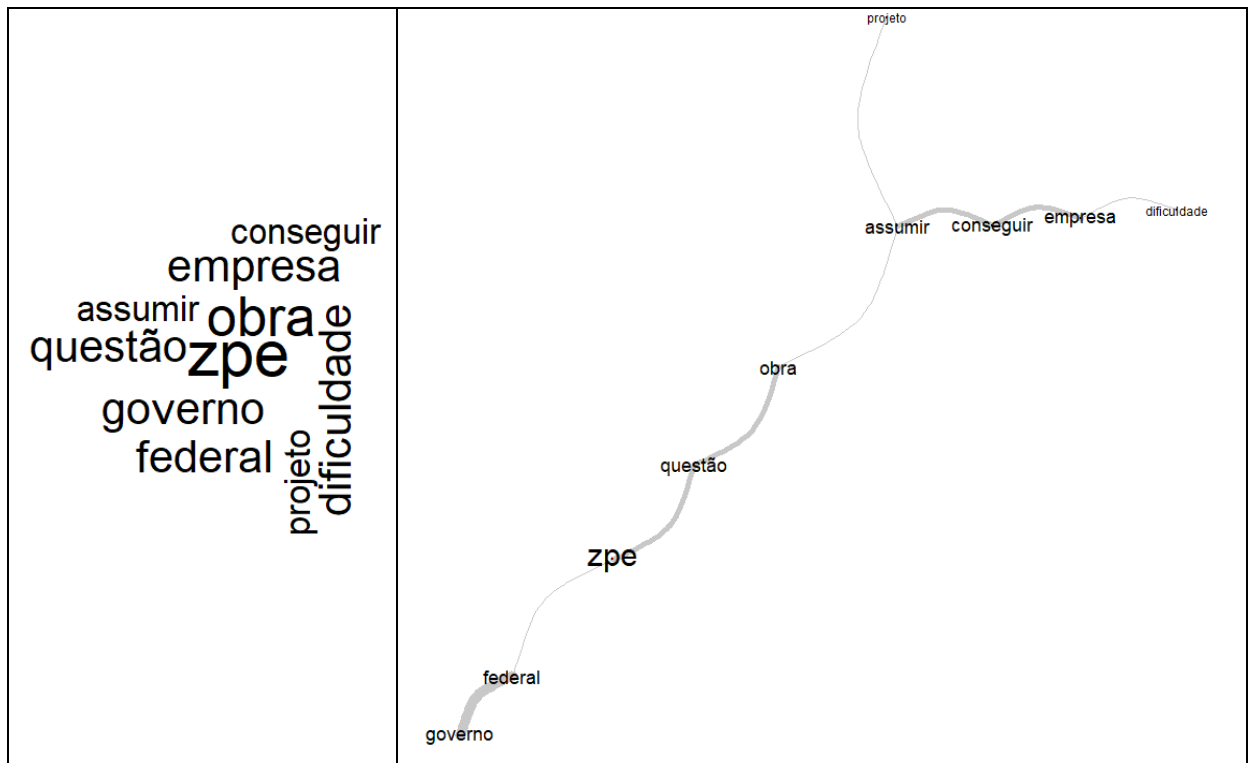 conseguir
empresa
assumir
obra
questão
zpe
dificuldade
governo
federal
projeto
projeto
assumir
conseguir
empresa
dificuldade
obra
questão
zpe
federal
governo